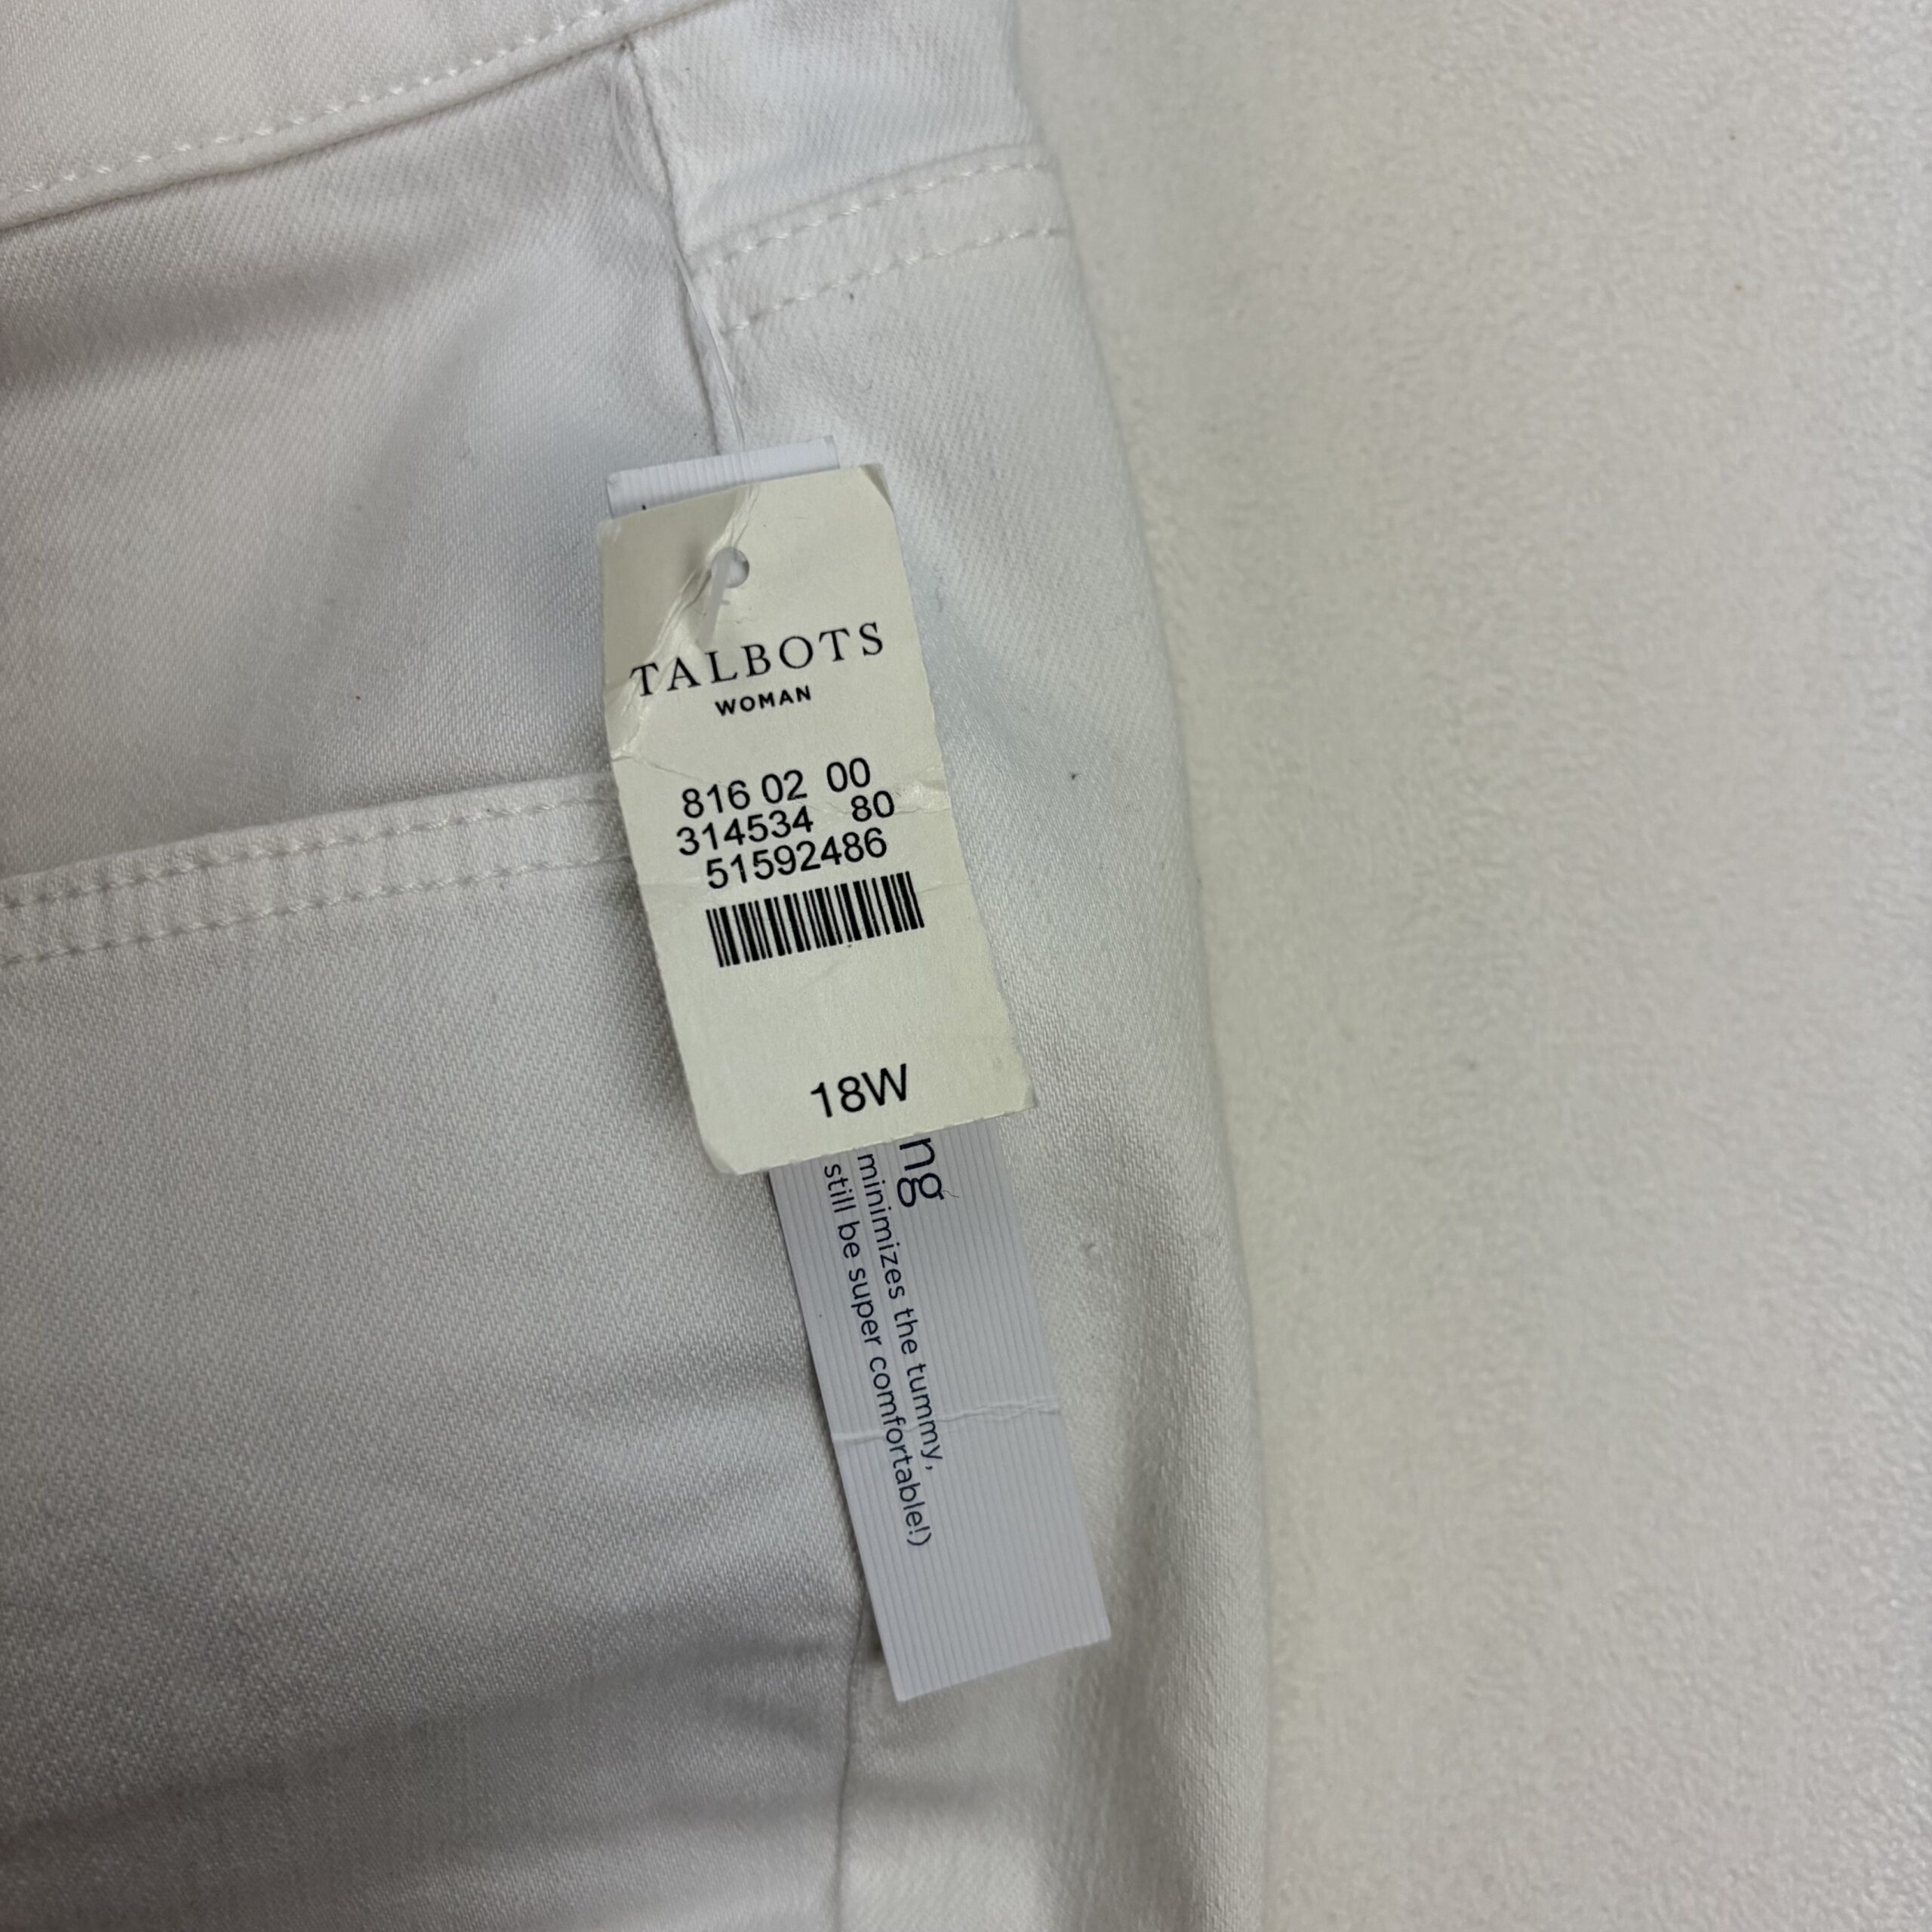 TALBOTS
WOMAN
816 02 00
314534 80
51592486
18W
ng
minimizes the tummy,
still be super comfortable!)